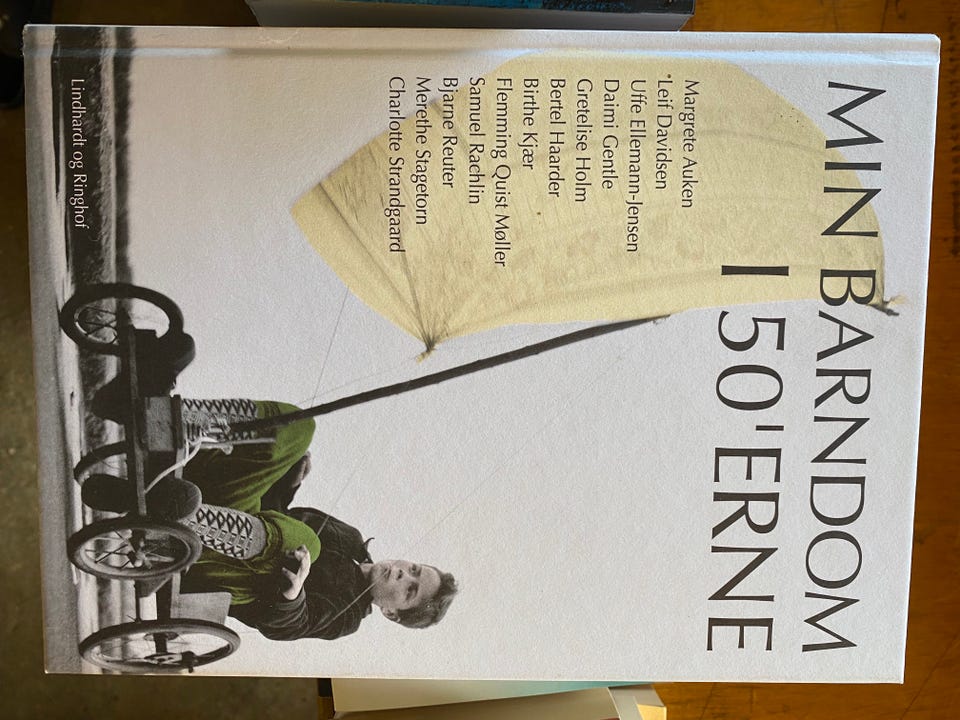 MIN BARNDOM
I 50'ERNE
Margrete Auken
Leif Davidsen
Uffe Ellemann-Jensen
Daimi Gentle
Gretelise Holm
Bertel Haarder
Birthe Kjær
Flemming Quist Møller
Samuel Rachlin
Bjarne Reuter
Merethe Stagetorn
Charlotte Strandgaard
Lindhardt og Ringhof